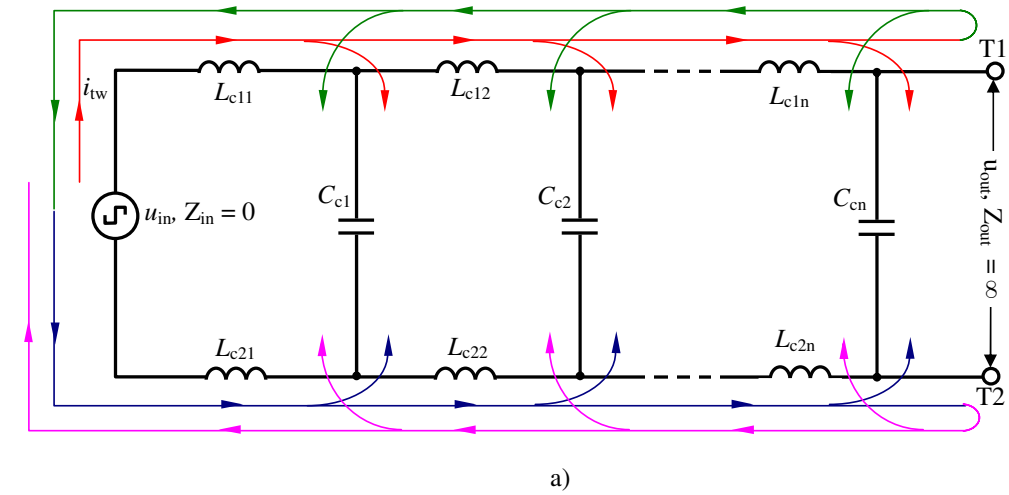 T1
i_tw
L_c11
L_c12
L_c1n
C_c1
C_c2
C_cn
u_in, Z_in = 0
u_out, Z_out = ∞
L_c21
L_c22
L_c2n
T2
a)